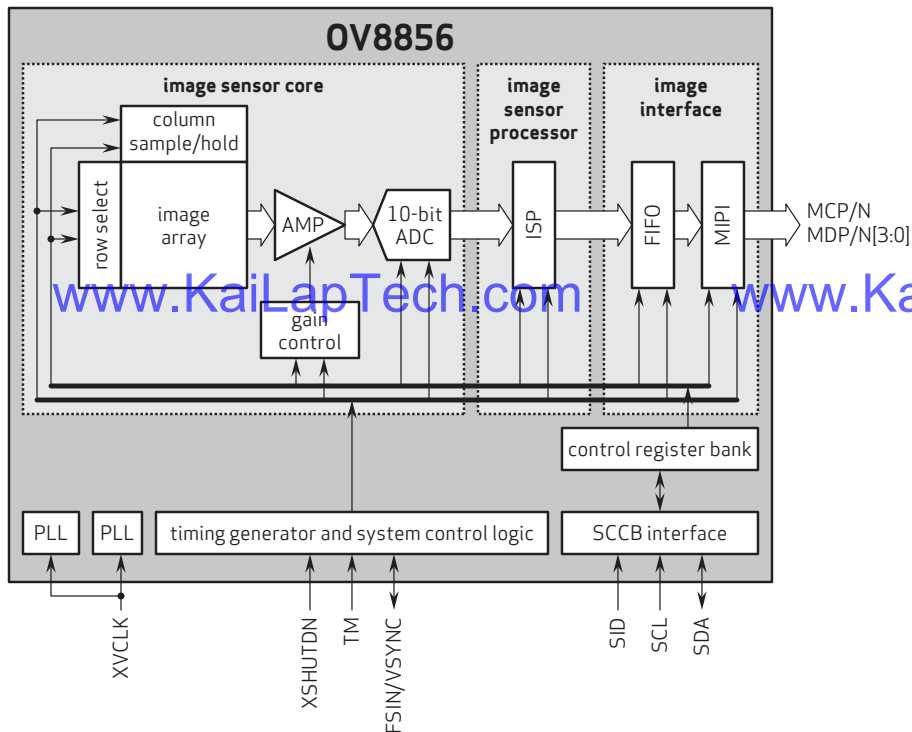 OV8856
image sensor core
image
sensor
processor
image
interface
column
sample/hold
row select
image
array
AMP
10-bit
ADC
ISP
FIFO
MIPI
MCP/N
MDP/N[3:0]
www.KaiLapTech.com
www.Ka
gain
control
control register bank
PLL
PLL
timing generator and system control logic
SCCB interface
XVCLK
XSHUTDN
TM
FSIN/VSYNC
SID
SCL
SDA